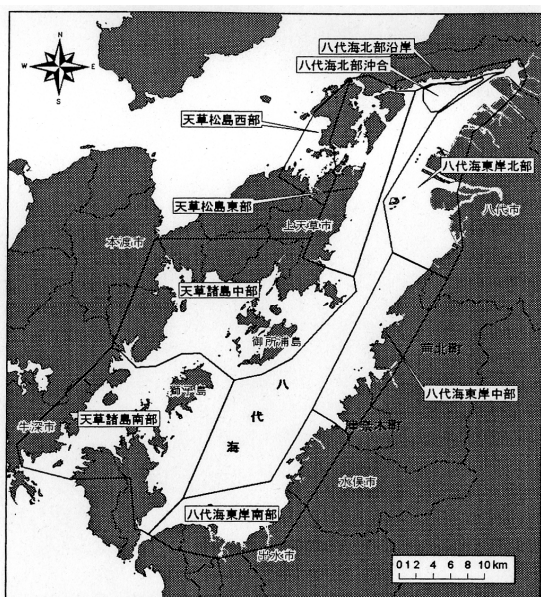 N
W E
S
八代海北部沿岸
八代海北部沖合
天草松島西部
八代海東岸北部
天草松島東部
八代市
上天草市
本渡市
天草諸島中部
御所浦島
芦北町
獅子島
八代海
八代海東岸中部
天草諸島南部
牛深市
津奈木町
水俣市
八代海東岸南部
出水市
0 1 2 4 6 8 10 km